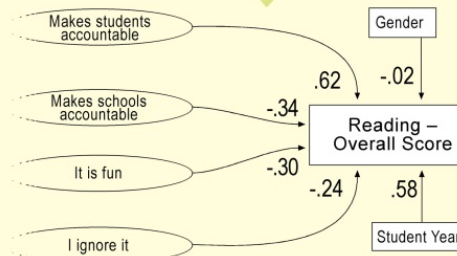 Makes students
accountable
Gender
.62
-.02
Makes schools
accountable
-.34
Reading –
Overall Score
It is fun
-.30
-.24
.58
I ignore it
Student Year